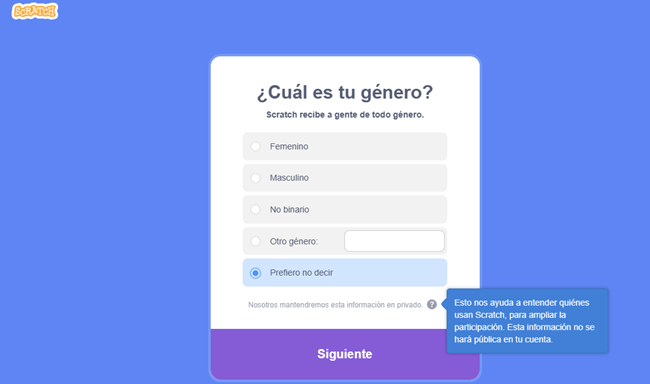 SCRATCH
¿Cuál es tu género?
Scratch recibe a gente de todo género.
Femenino
Masculino
No binario
Otro género:
Prefiero no decir
Nosotros mantendremos esta información en privado. ?
Esto nos ayuda a entender quiénes
usan Scratch, para ampliar la
participación. Esta información no se
hará pública en tu cuenta.
Siguiente